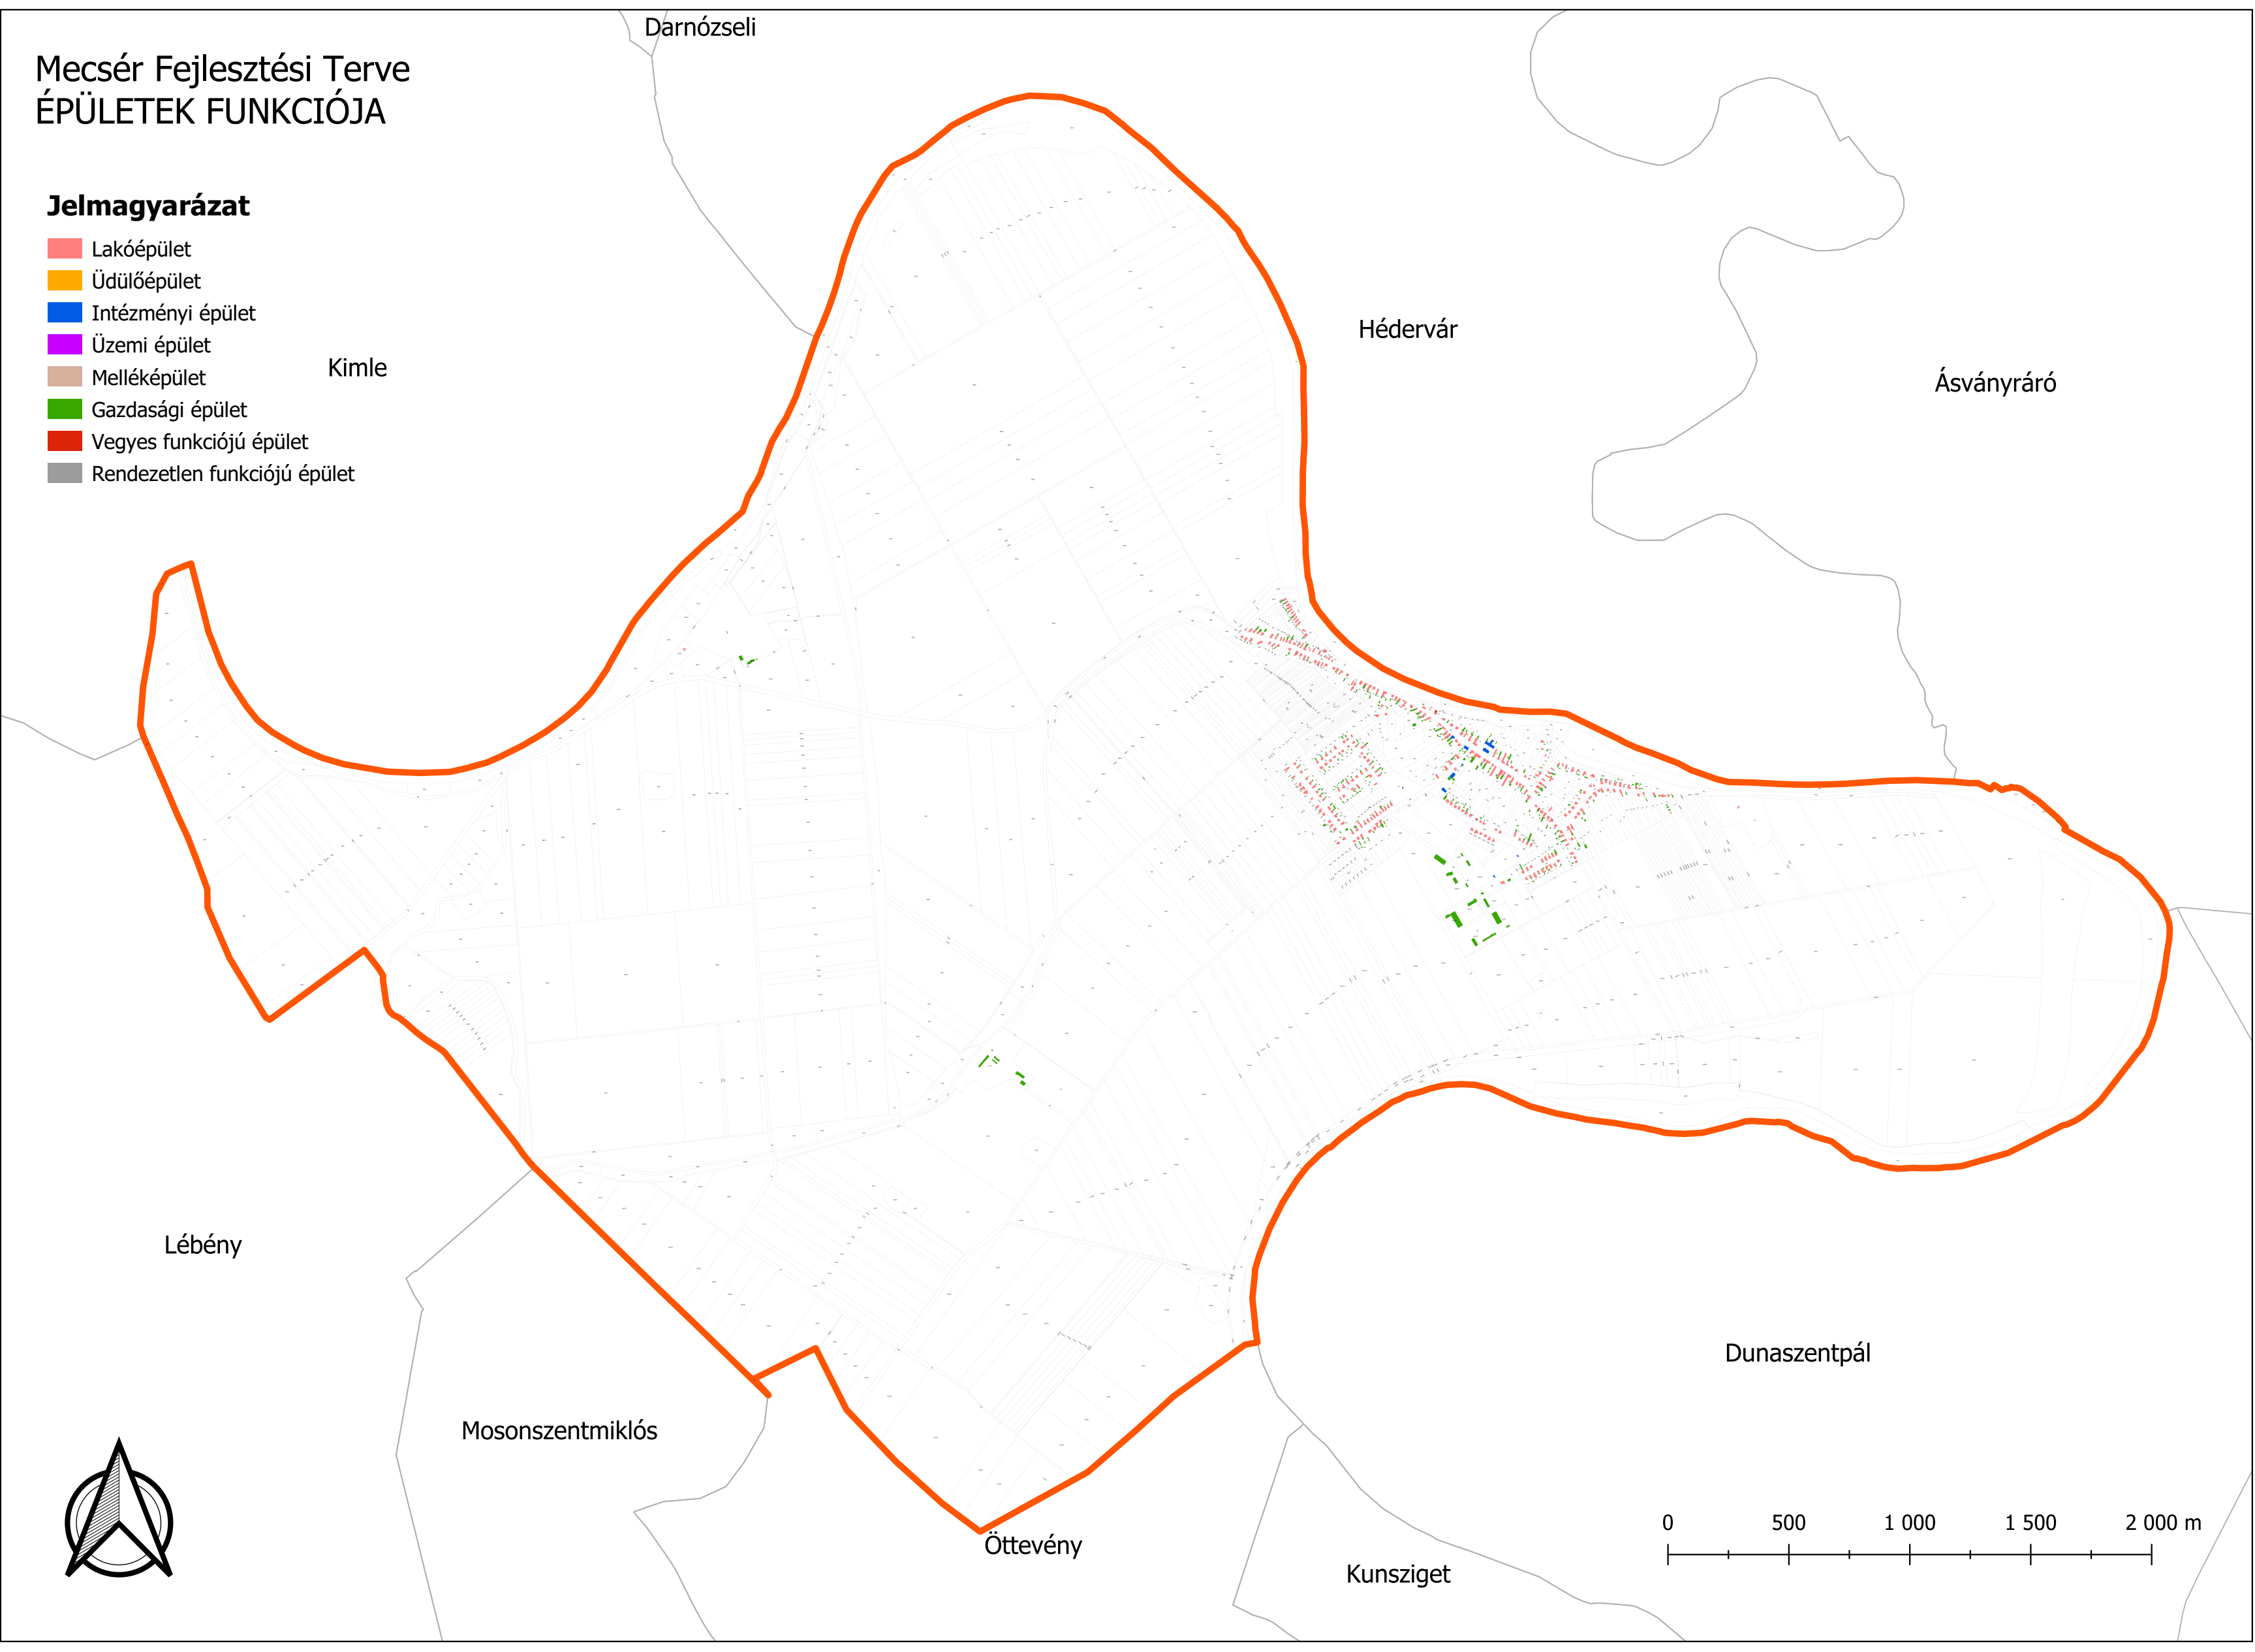 Mecsér Fejlesztési Terve
ÉPÜLETEK FUNKCIÓJA
Jelmagyarázat
Lakóépület
Üdülőépület
Intézményi épület
Üzemi épület
Melléképület
Gazdasági épület
Vegyes funkciójú épület
Rendezetlen funkciójú épület
Darnózseli
Kimle
Hédervár
Ásványráró
Lébény
Mosonszentmiklós
Öttevény
Kunsziget
Dunaszentpál
0 500 1 000 1 500 2 000 m